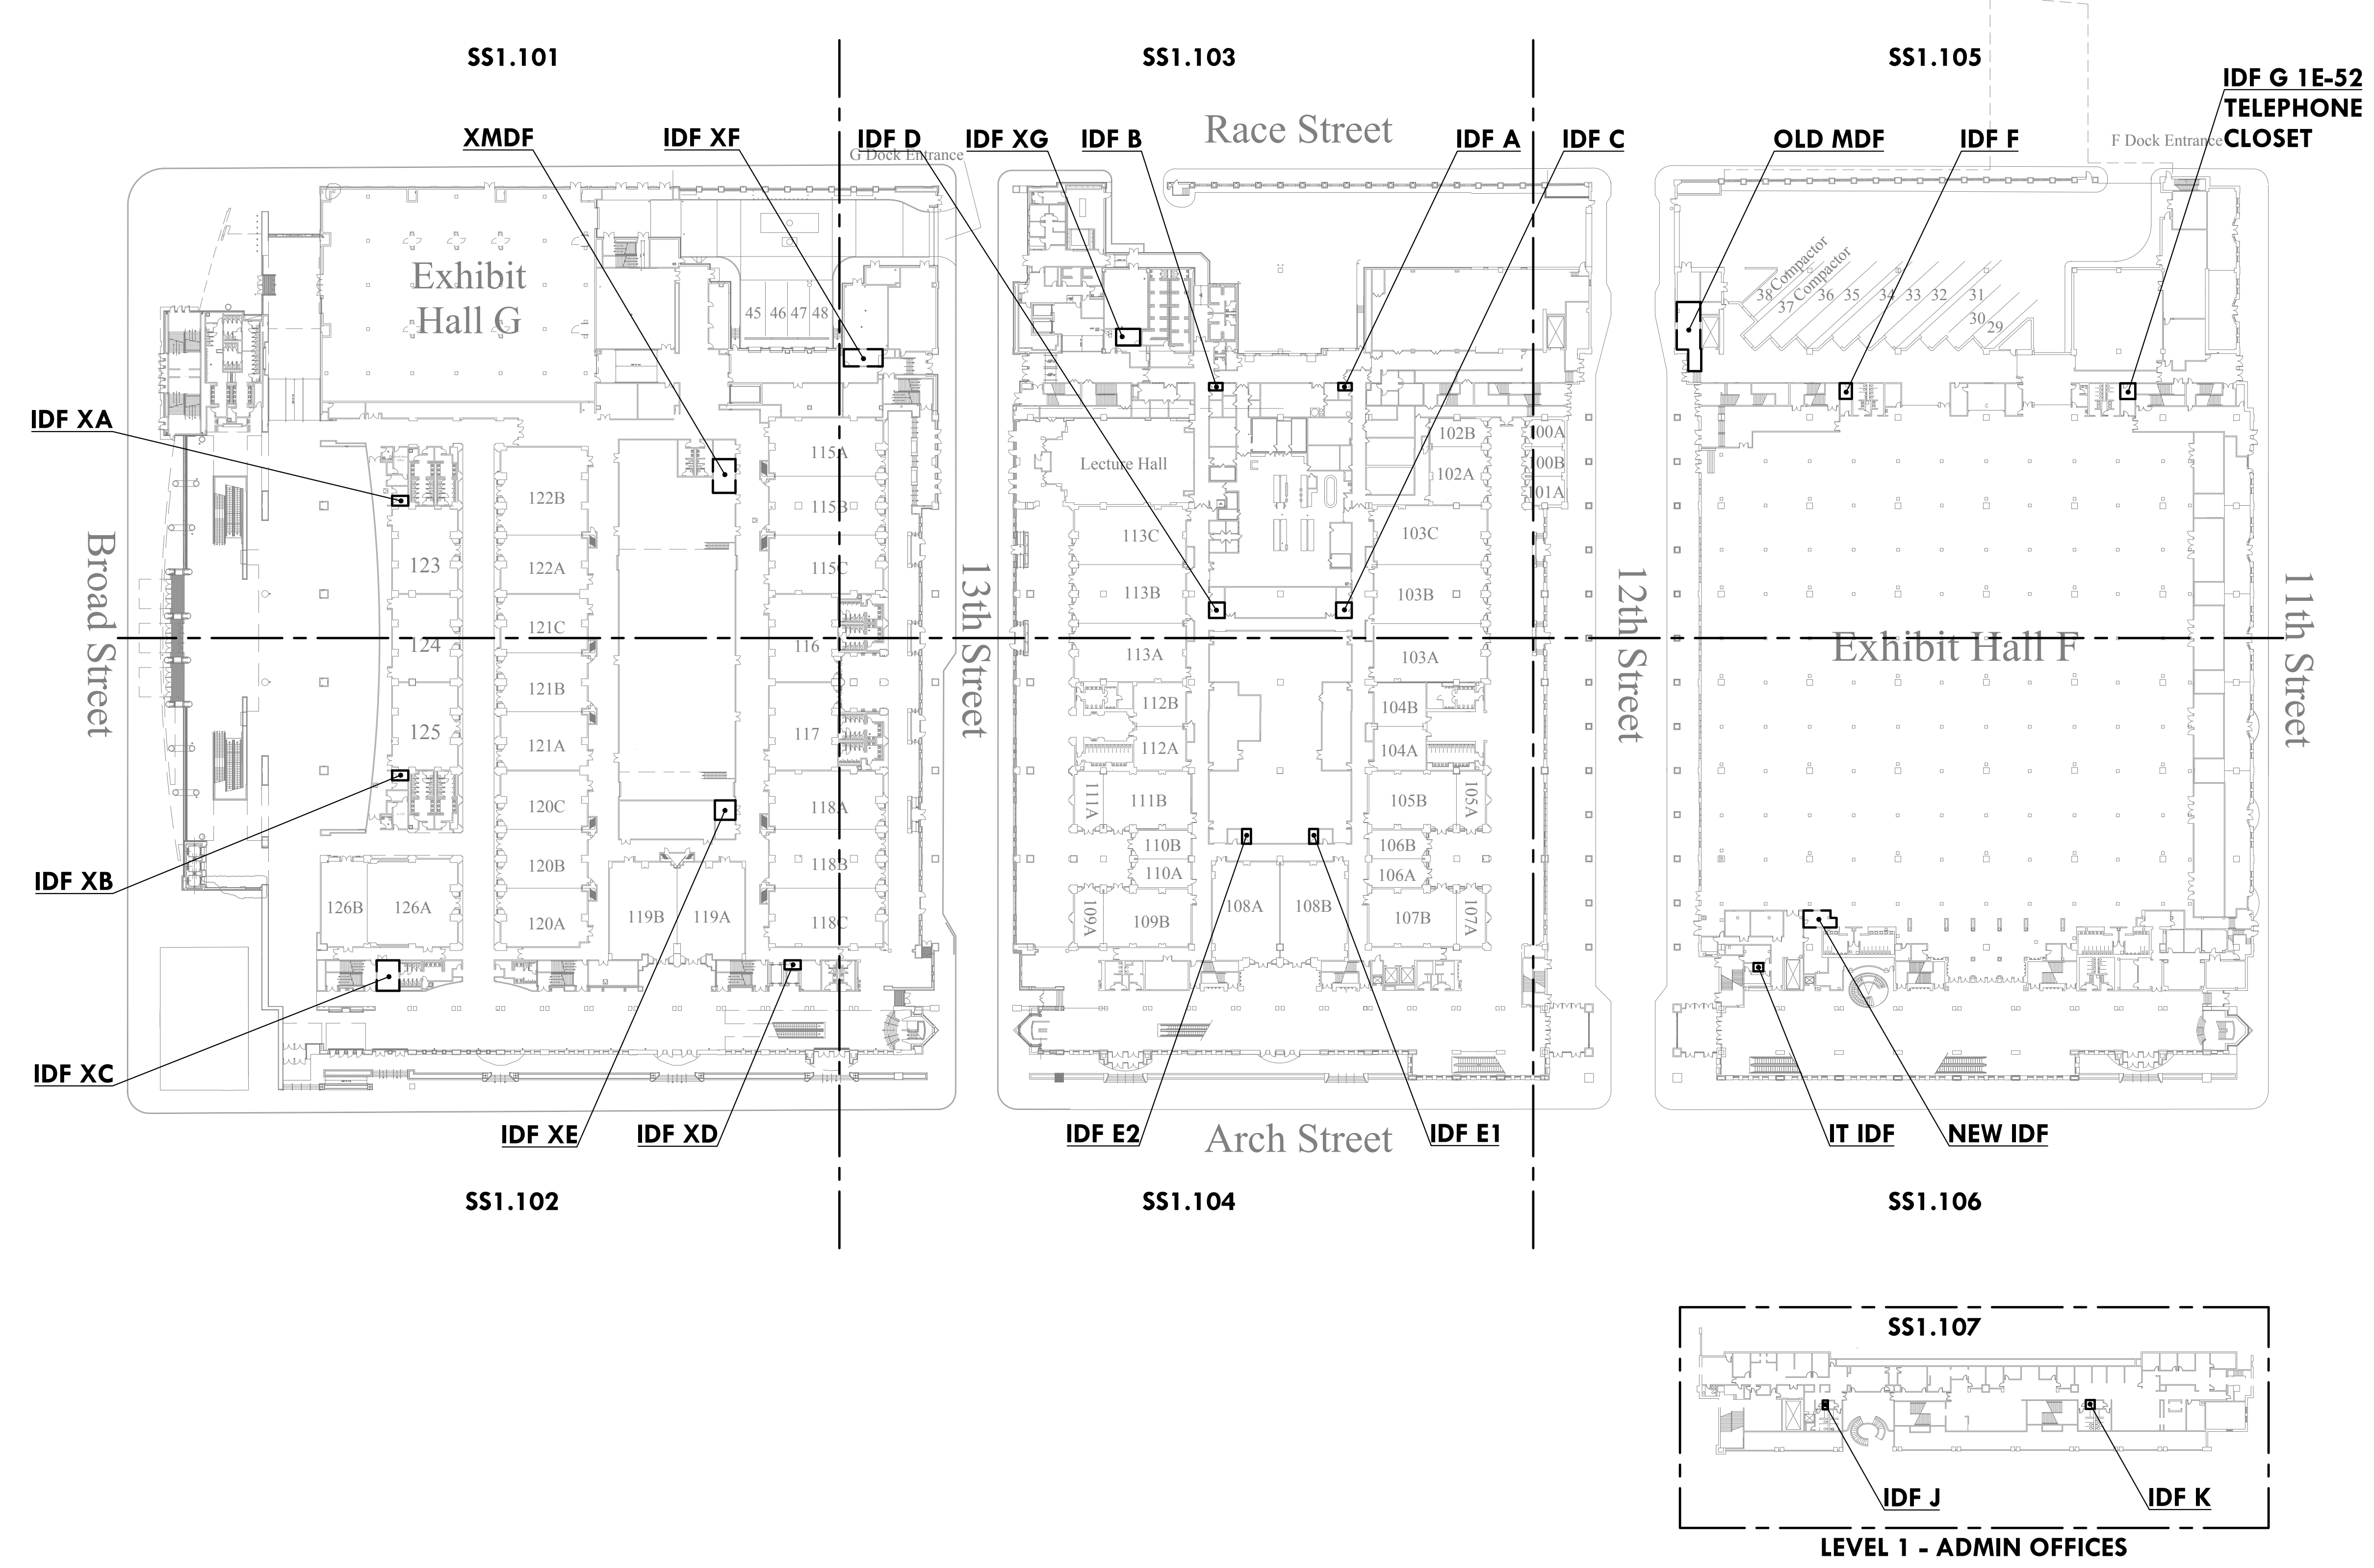 SS1.101
SS1.103
SS1.105
IDF G 1E-52
TELEPHONE
CLOSET
XMDF
IDF XF
IDF D
IDF XG
IDF B
Race Street
IDF A
IDF C
OLD MDF
IDF F
G Dock Entrance
F Dock Entrance
Exhibit
Hall G
45
46
47
48
38
Compactor
37
Compactor
36
35
34
33
32
31
30
29
IDF XA
115A
Lecture Hall
102B
102A
100A
100B
101A
122B
115B
Broad Street
123
122A
115C
13th Street
113C
103C
113B
103B
12th Street
11th Street
124
121C
116
113A
103A
Exhibit Hall F
125
121B
121A
117
112B
112A
104B
104A
120C
118A
111A
111B
105B
105A
IDF XB
120B
118B
110B
110A
106B
106A
126B
126A
120A
119B
119A
118C
109A
109B
108A
108B
107B
107A
IDF XC
IDF XE
IDF XD
IDF E2
Arch Street
IDF E1
IT IDF
NEW IDF
SS1.102
SS1.104
SS1.106
SS1.107
IDF J
IDF K
LEVEL 1 - ADMIN OFFICES